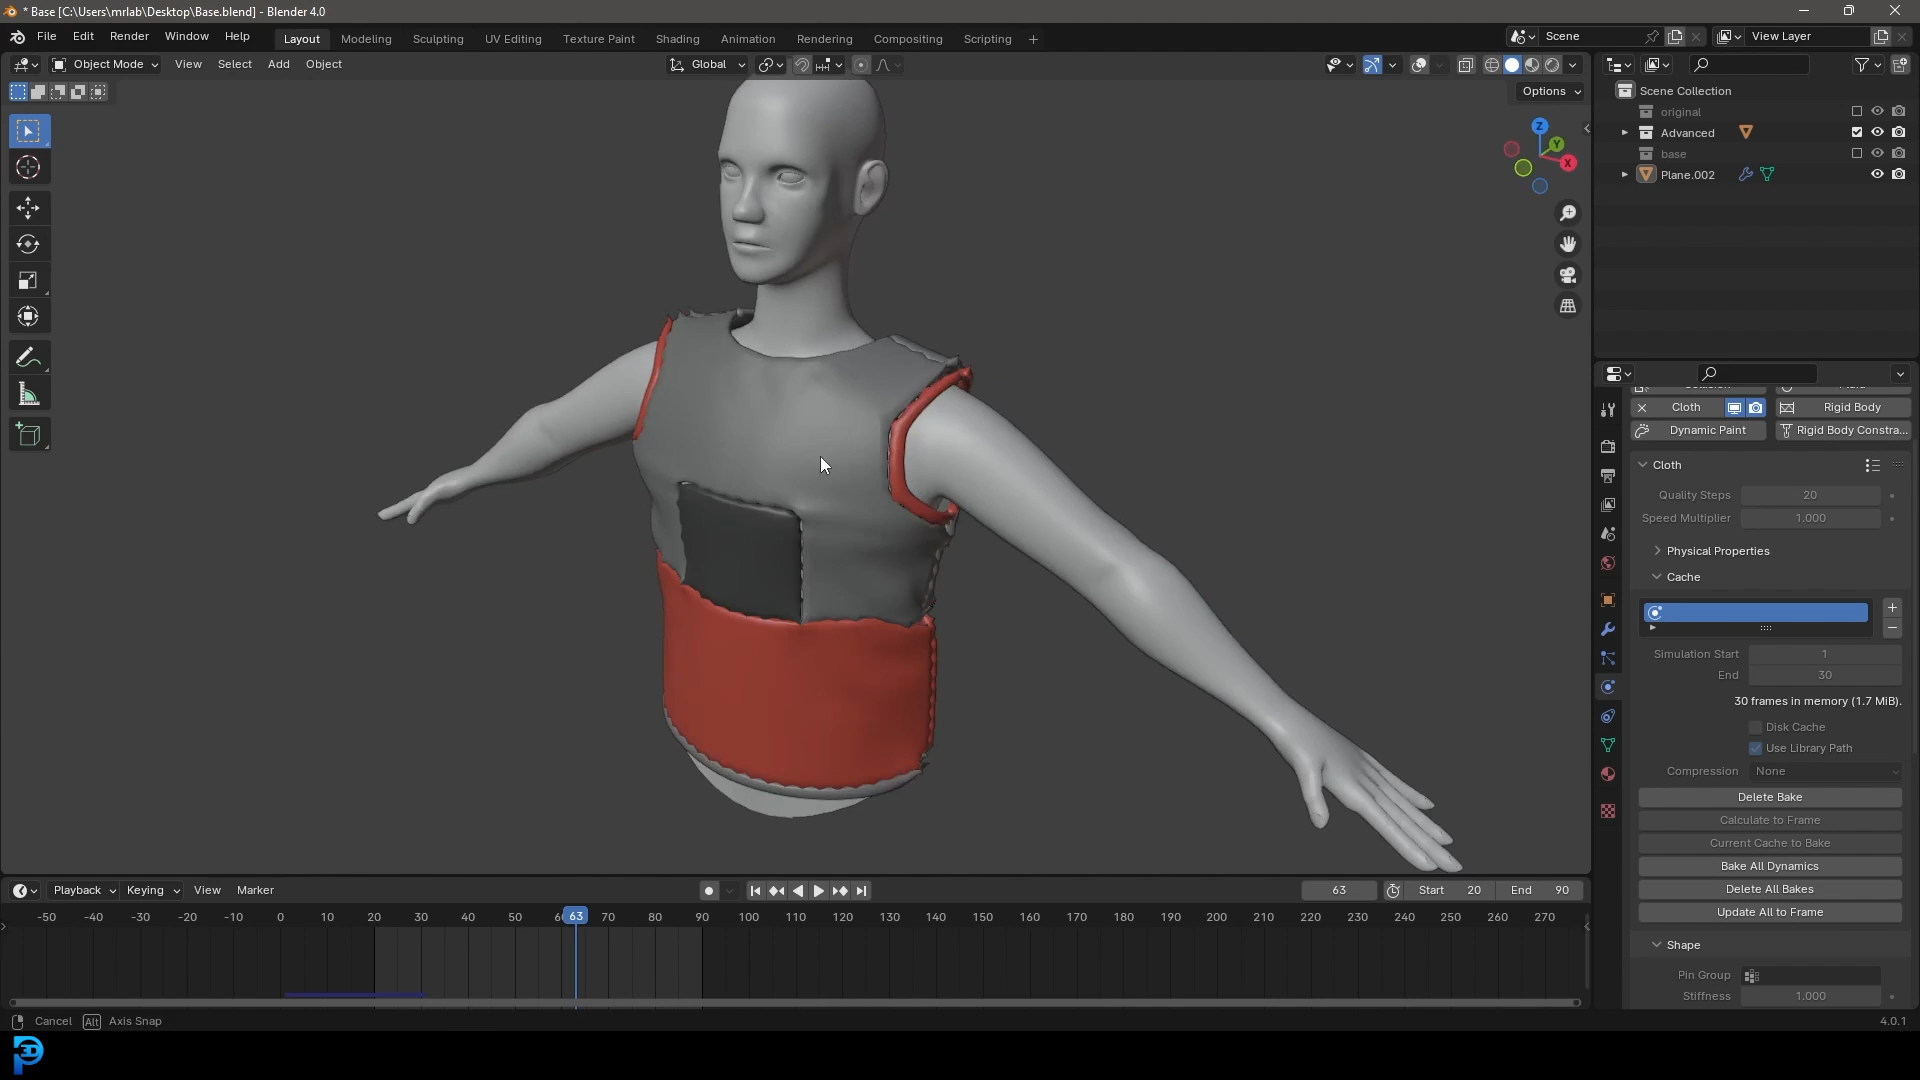 * Base [C:\Users\mrlab\Desktop\Base.blend] - Blender 4.0
File Edit Render Window Help
Layout Modeling Sculpting UV Editing Texture Paint Shading Animation Rendering Compositing Scripting +
Scene
View Layer
Object Mode View Select Add Object
Global
Options
Z
Y
X
Scene Collection
original
Advanced
base
Plane.002
Cloth
Rigid Body
Dynamic Paint
Rigid Body Constra...
Cloth
Quality Steps 20
Speed Multiplier 1.000
Physical Properties
Cache
Simulation Start 1
End 30
30 frames in memory (1.7 MiB).
Disk Cache
Use Library Path
Compression None
Delete Bake
Calculate to Frame
Current Cache to Bake
Bake All Dynamics
Delete All Bakes
Update All to Frame
Shape
Pin Group
Stiffness 1.000
Playback Keying View Marker
63 Start 20 End 90
-50 -40 -30 -20 -10 0 10 20 30 40 50 63 70 80 90 100 110 120 130 140 150 160 170 180 190 200 210 220 230 240 250 260 270
Cancel Alt Axis Snap
4.0.1
3D